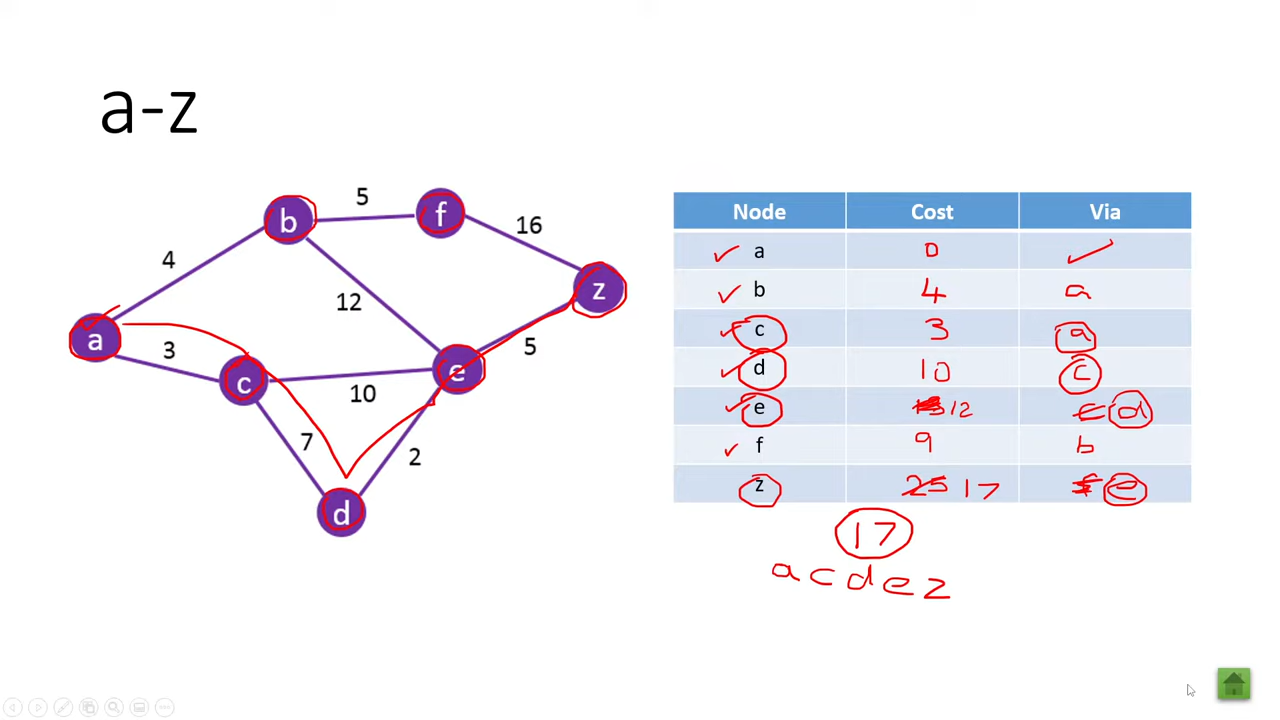 a-z
b
5
f
16
4
12
z
a
3
c
10
e
5
7
2
d
Node Cost Via
a 0
b 4 a
c 3 a
d 10 c
e 12 c d
f 9 b
z 25 17 f e
17
a c d e z